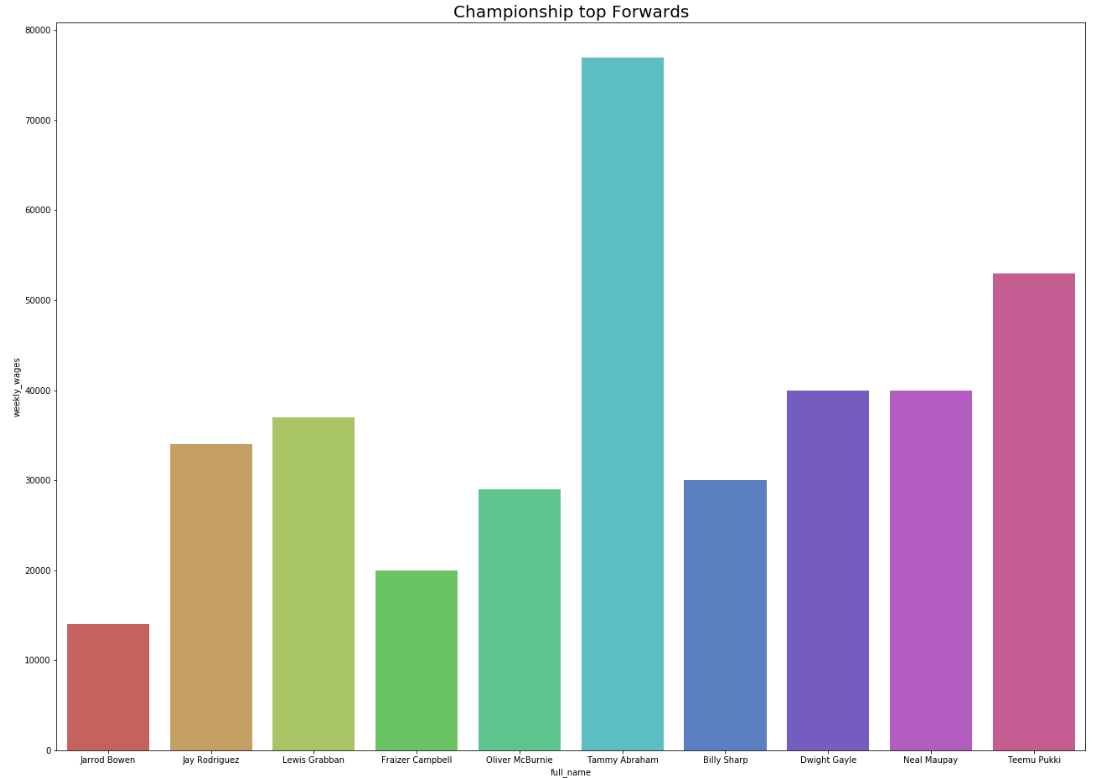 Championship top Forwards
80000
70000
60000
50000
40000
30000
20000
10000
0
weekly_wages
Jarrod Bowen Jay Rodriguez Lewis Grabban Fraizer Campbell Oliver McBurnie Tammy Abraham Billy Sharp Dwight Gayle Neal Maupay Teemu Pukki
full_name